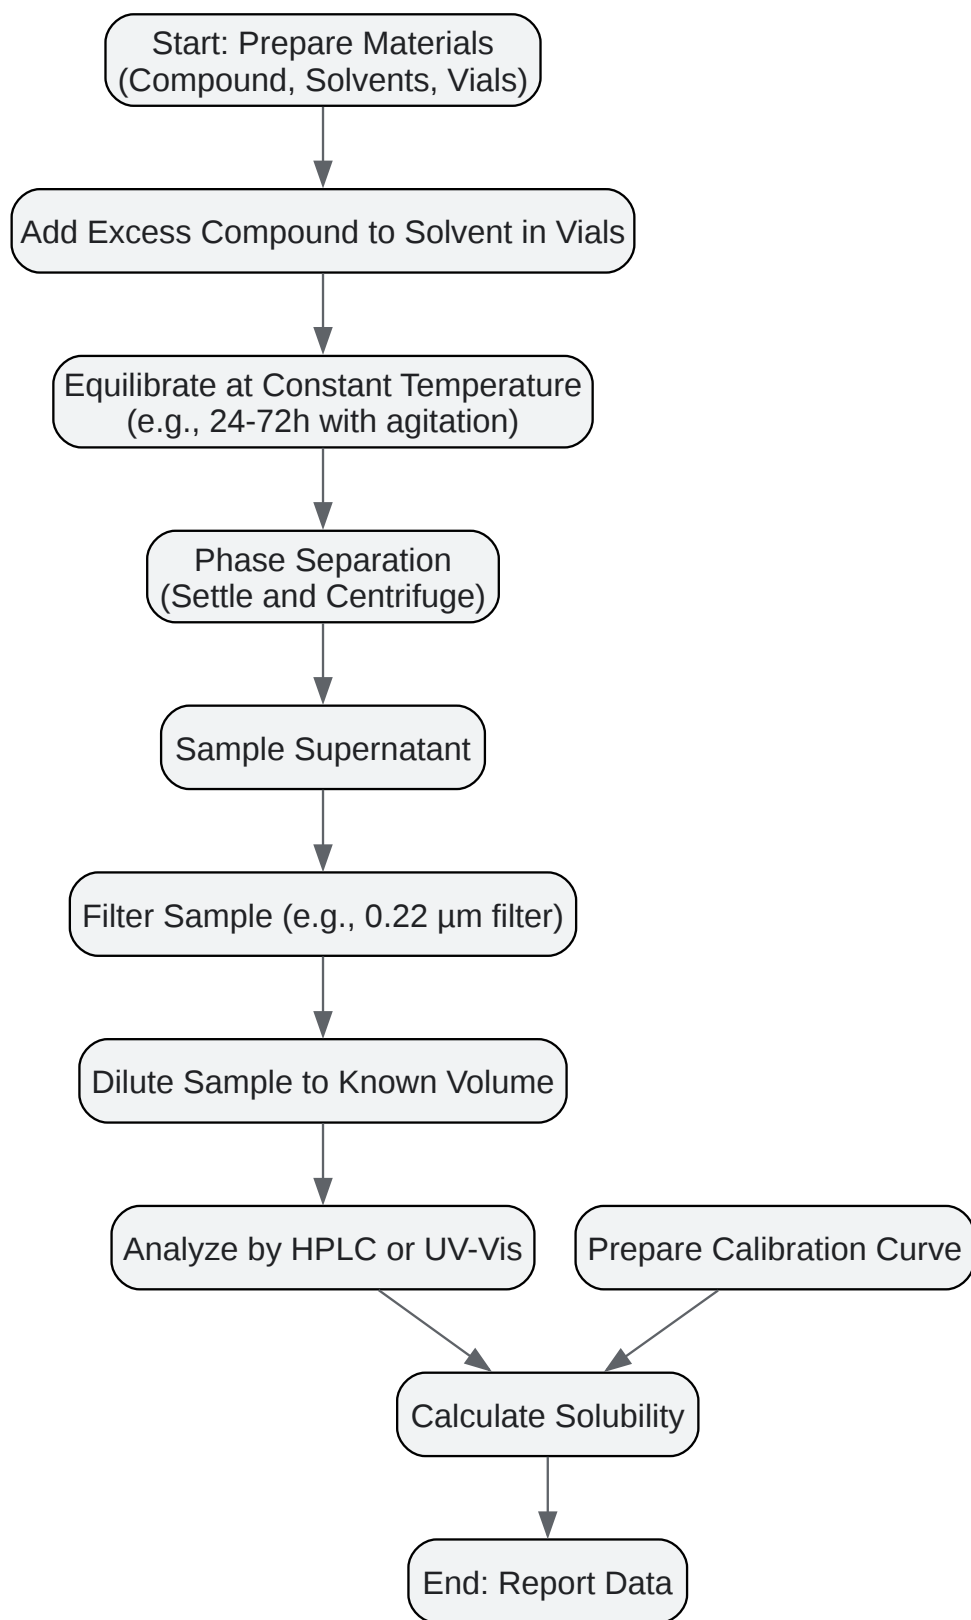 Start: Prepare Materials
(Compound, Solvents, Vials)
Add Excess Compound to Solvent in Vials
Equilibrate at Constant Temperature
(e.g., 24-72h with agitation)
Phase Separation
(Settle and Centrifuge)
Sample Supernatant
Filter Sample (e.g., 0.22 µm filter)
Dilute Sample to Known Volume
Analyze by HPLC or UV-Vis
Prepare Calibration Curve
Calculate Solubility
End: Report Data